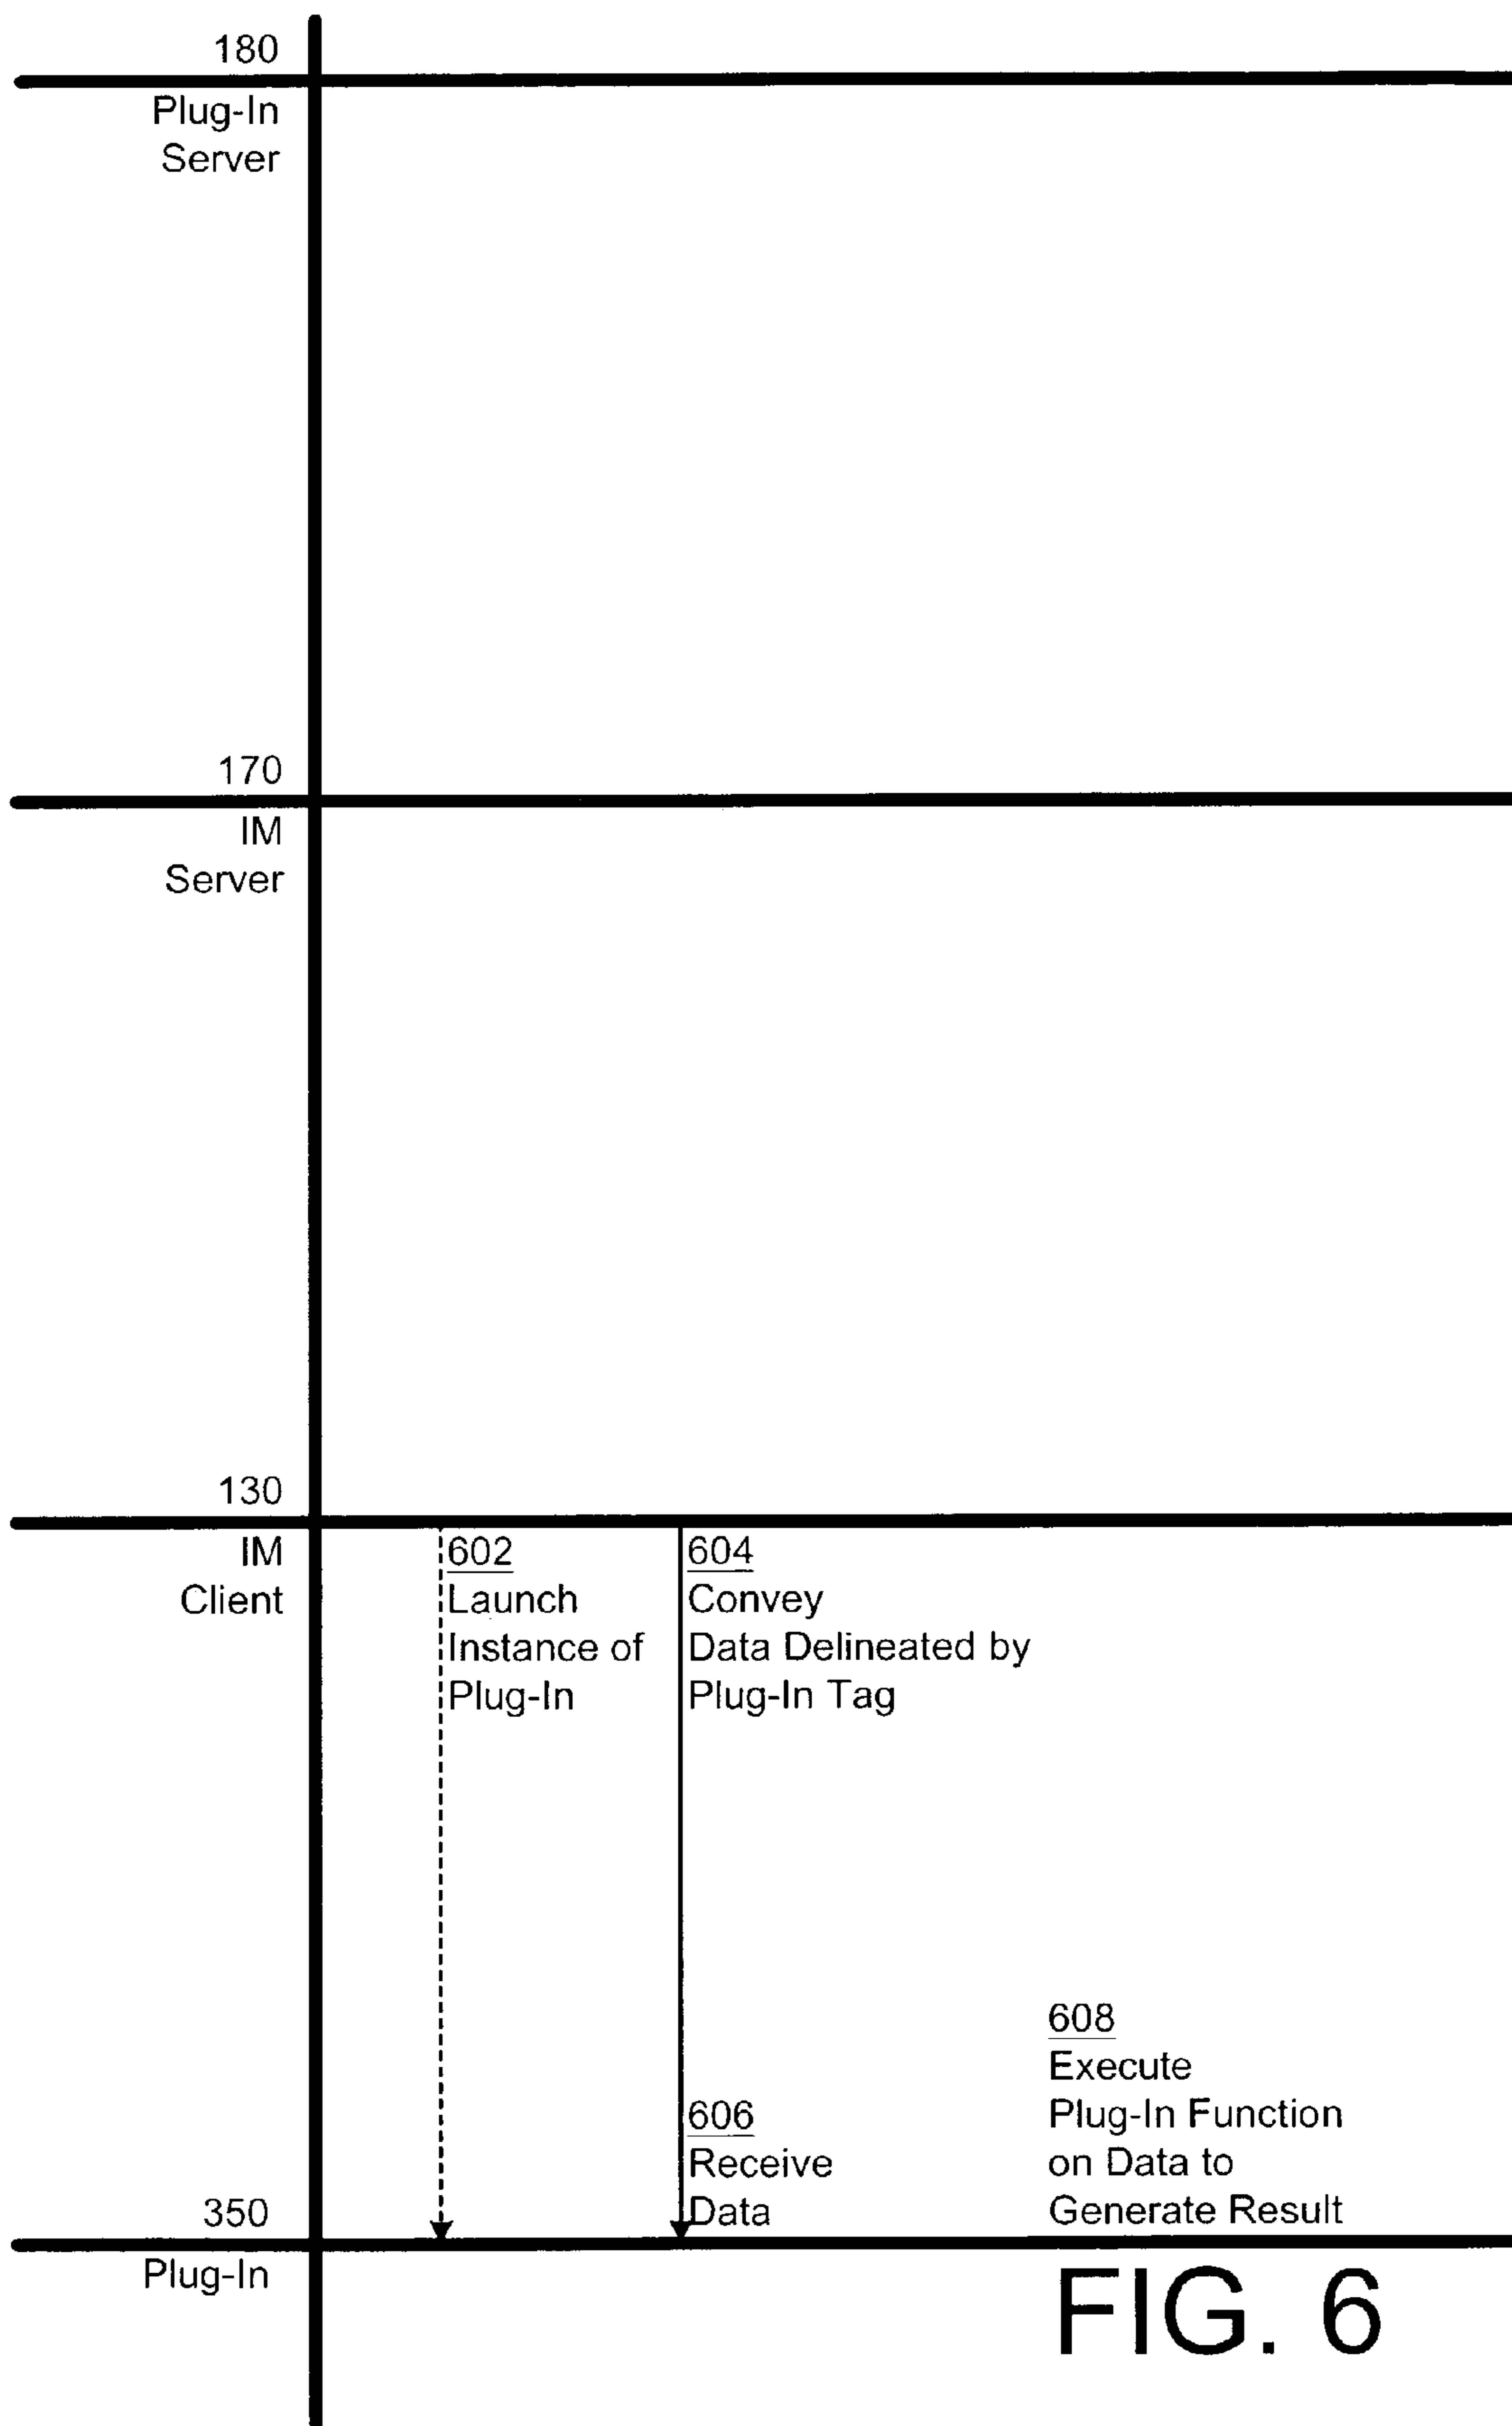 180
Plug-In
Server
170
IM
Server
130
IM
Client
602
Launch
Instance of
Plug-In
604
Convey
Data Delineated by
Plug-In Tag
606
Receive
Data
608
Execute
Plug-In Function
on Data to
Generate Result
350
Plug-In
FIG. 6